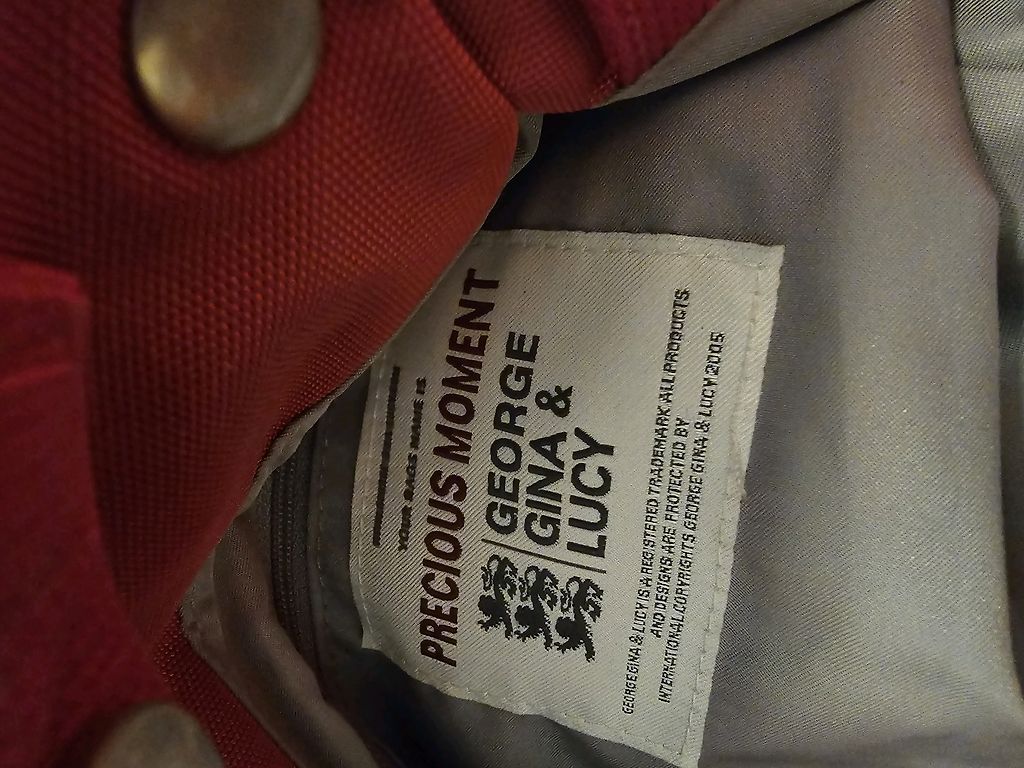 YOUR BAGS NAME IS
PRECIOUS MOMENT
GEORGE
GINA &
LUCY
GEORGE GINA & LUCY IS A REGISTERED TRADEMARK. ALL PRODUCTS
AND DESIGNS ARE PROTECTED BY
INTERNATIONAL COPYRIGHTS GEORGE GINA & LUCY 2005